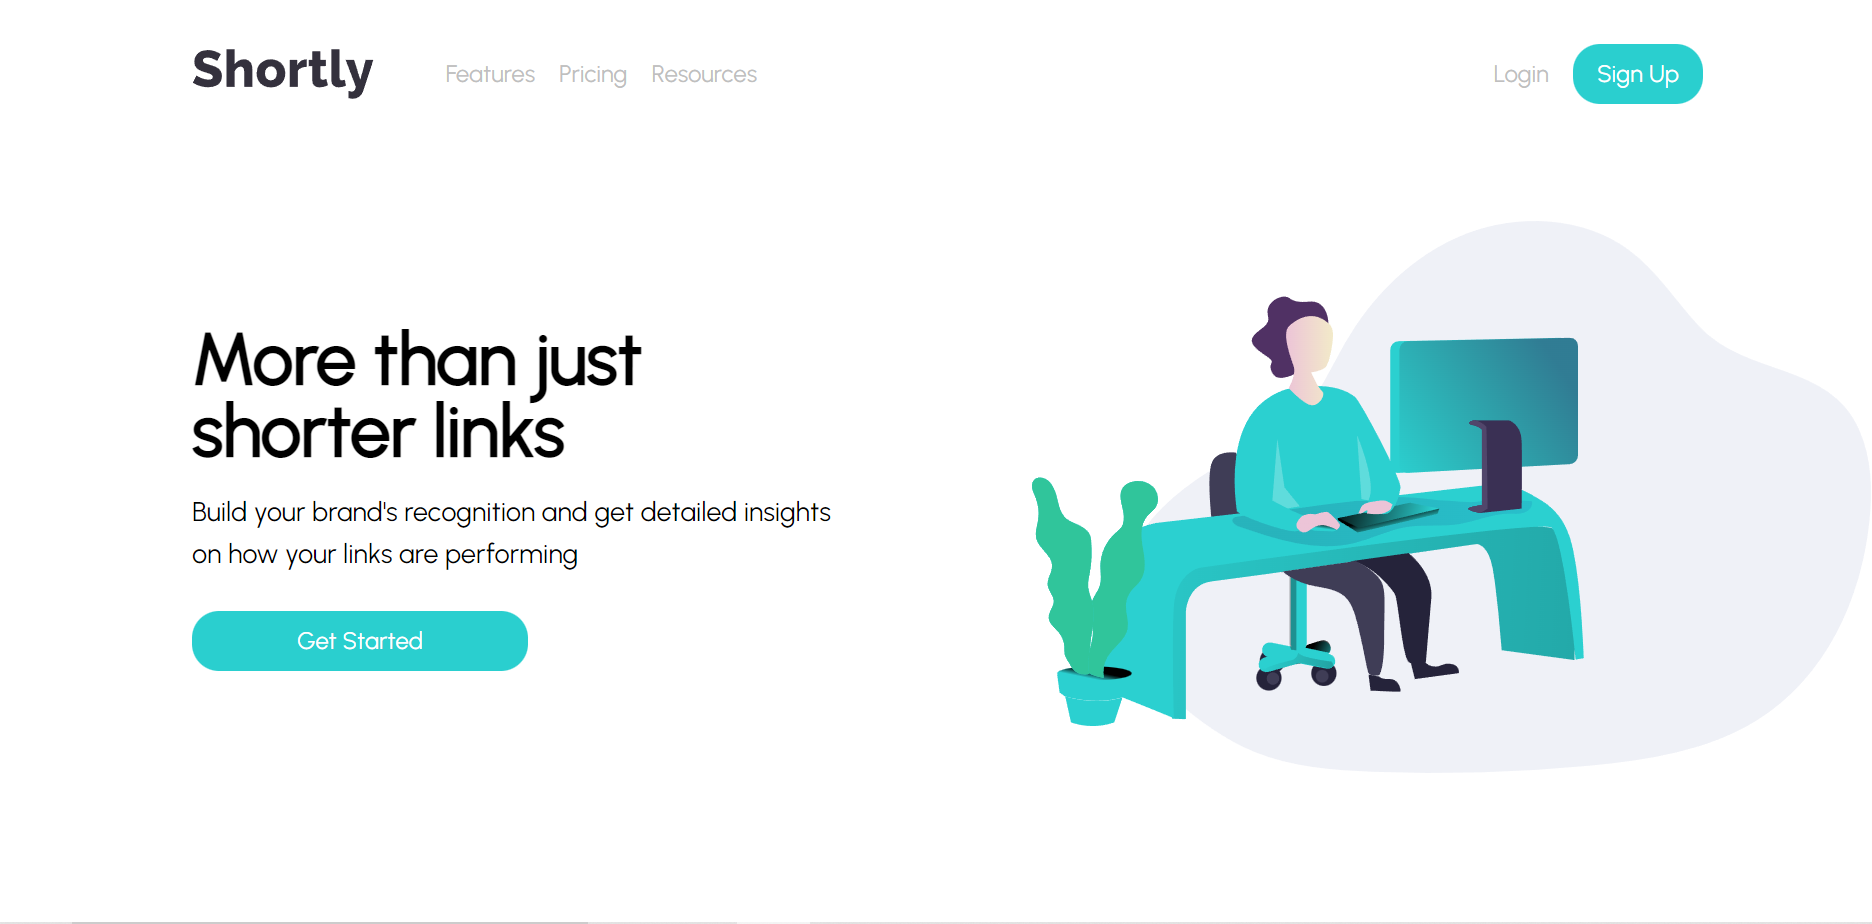 Shortly
Features Pricing Resources
Login
Sign Up
More than just
shorter links
Build your brand's recognition and get detailed insights
on how your links are performing
Get Started